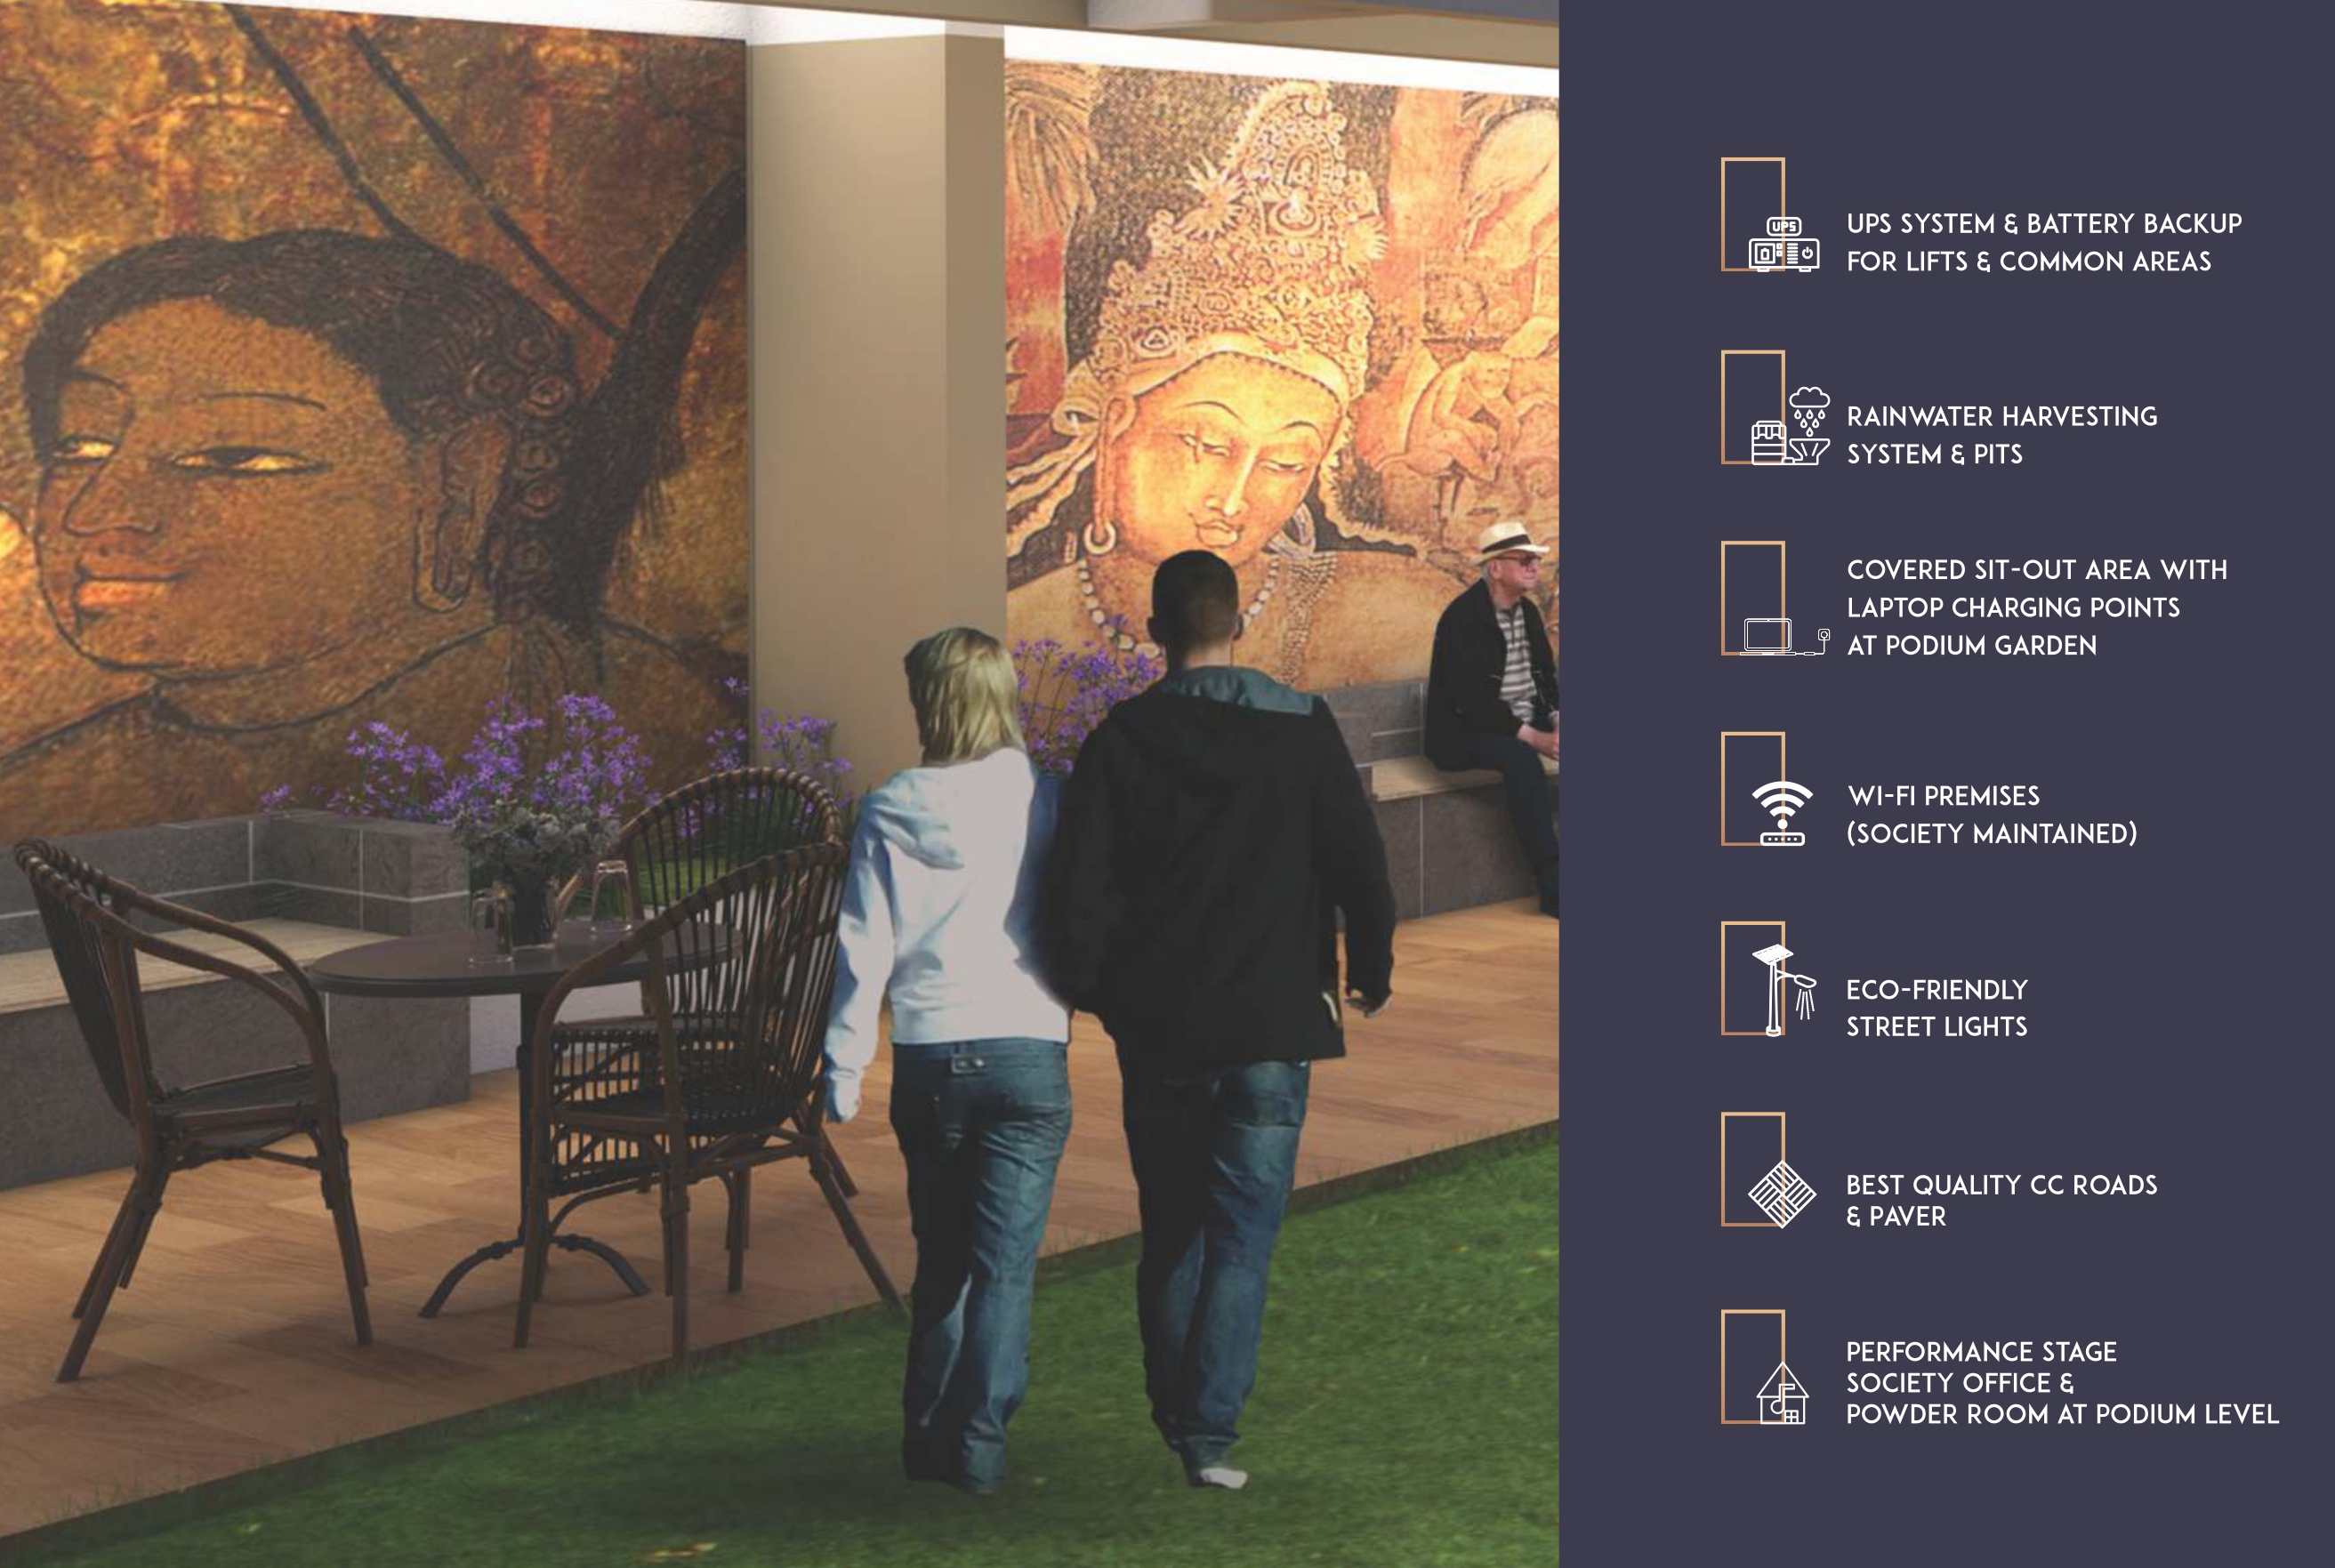 UPS
UPS SYSTEM & BATTERY BACKUP
FOR LIFTS & COMMON AREAS
RAINWATER HARVESTING
SYSTEM & PITS
COVERED SIT-OUT AREA WITH
LAPTOP CHARGING POINTS
AT PODIUM GARDEN
WI-FI PREMISES
(SOCIETY MAINTAINED)
ECO-FRIENDLY
STREET LIGHTS
BEST QUALITY CC ROADS
& PAVER
PERFORMANCE STAGE
SOCIETY OFFICE &
POWDER ROOM AT PODIUM LEVEL